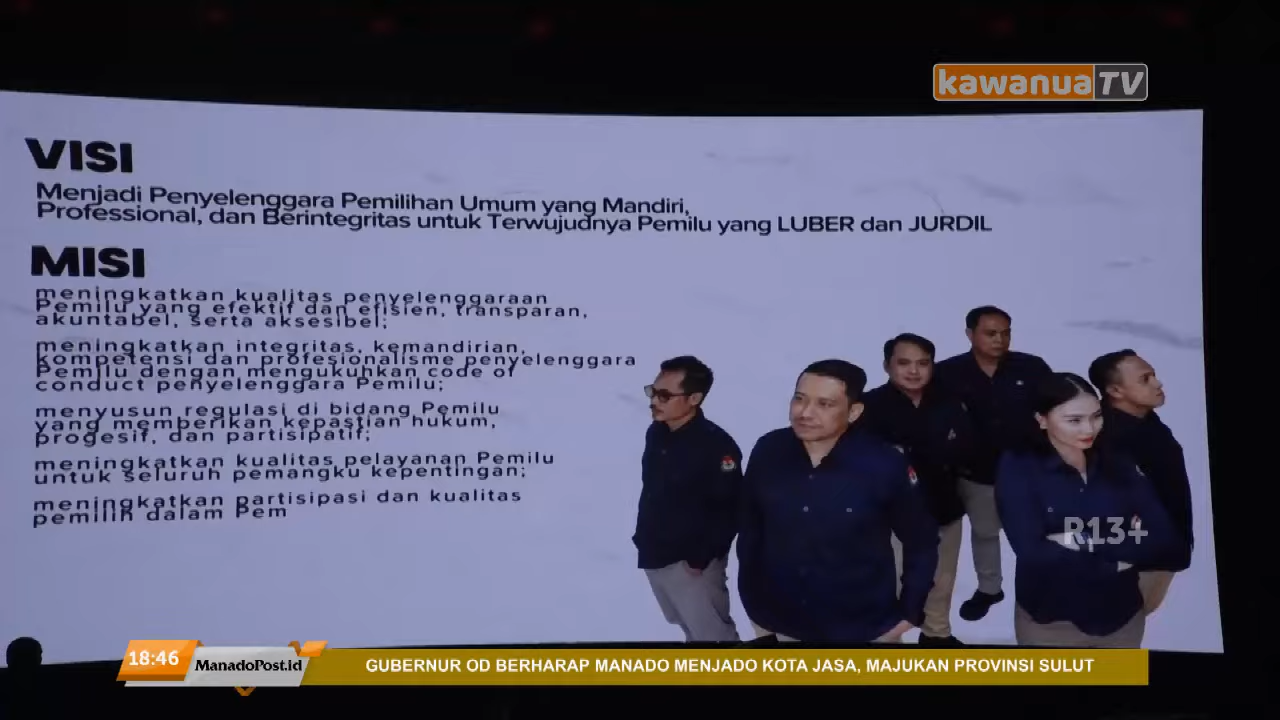 kawanuaTV
VISI
Menjadi Penyelenggara Pemilihan Umum yang Mandiri,
Professional, dan Berintegritas untuk Terwujudnya Pemilu yang LUBER dan JURDIL
MISI
meningkatkan kualitas penyelenggaraan
Pemilu yang efektif dan efisien, transparan,
akuntabel, serta aksesibel;
meningkatkan integritas, kemandirian,
kompetensi dan profesionalisme penyelenggara
Pemilu dengan mengukuhkan code of
conduct penyelenggara Pemilu;
menyusun regulasi di bidang Pemilu
yang memberikan kepastian hukum,
progesif, dan partisipatif;
meningkatkan kualitas pelayanan Pemilu
untuk seluruh pemangku kepentingan;
meningkatkan partisipasi dan kualitas
pemilih dalam Pem
R13+
18:46
ManadoPost.id
GUBERNUR OD BERHARAP MANADO MENJADO KOTA JASA, MAJUKAN PROVINSI SULUT